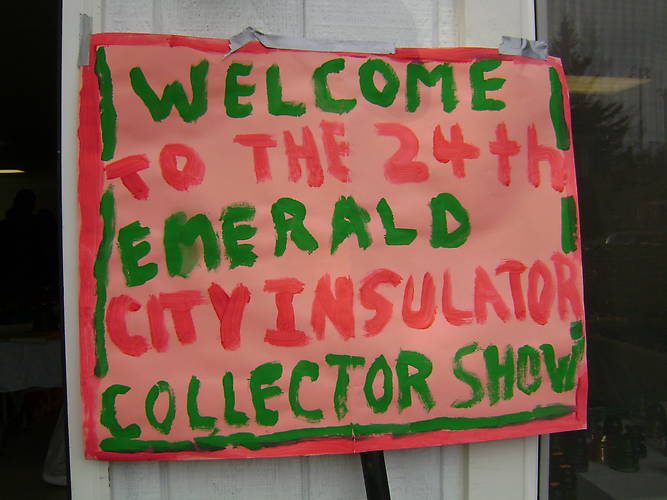 WELCOME
TO THE 24th
EMERALD
CITY INSULATOR
COLLECTOR SHOW